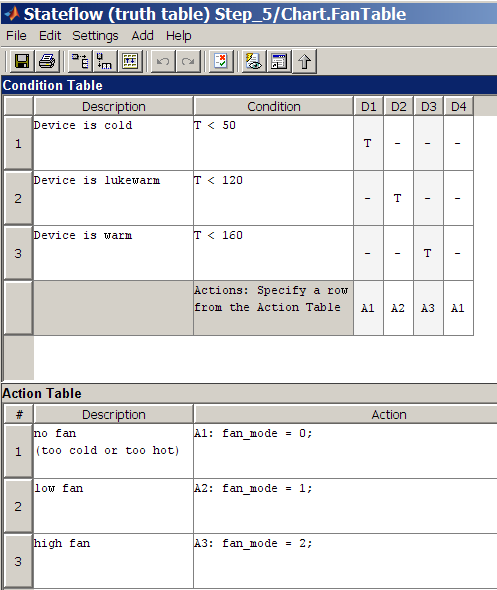 Stateflow (truth table) Step_5/Chart.FanTable
File Edit Settings Add Help
Condition Table
Description Condition D1 D2 D3 D4
1 Device is cold T < 50 T - - -
2 Device is lukewarm T < 120 - T - -
3 Device is warm T < 160 - - T -
Actions: Specify a row
from the Action Table A1 A2 A3 A1
Action Table
# Description Action
1 no fan A1: fan_mode = 0;
(too cold or too hot)
2 low fan A2: fan_mode = 1;
3 high fan A3: fan_mode = 2;